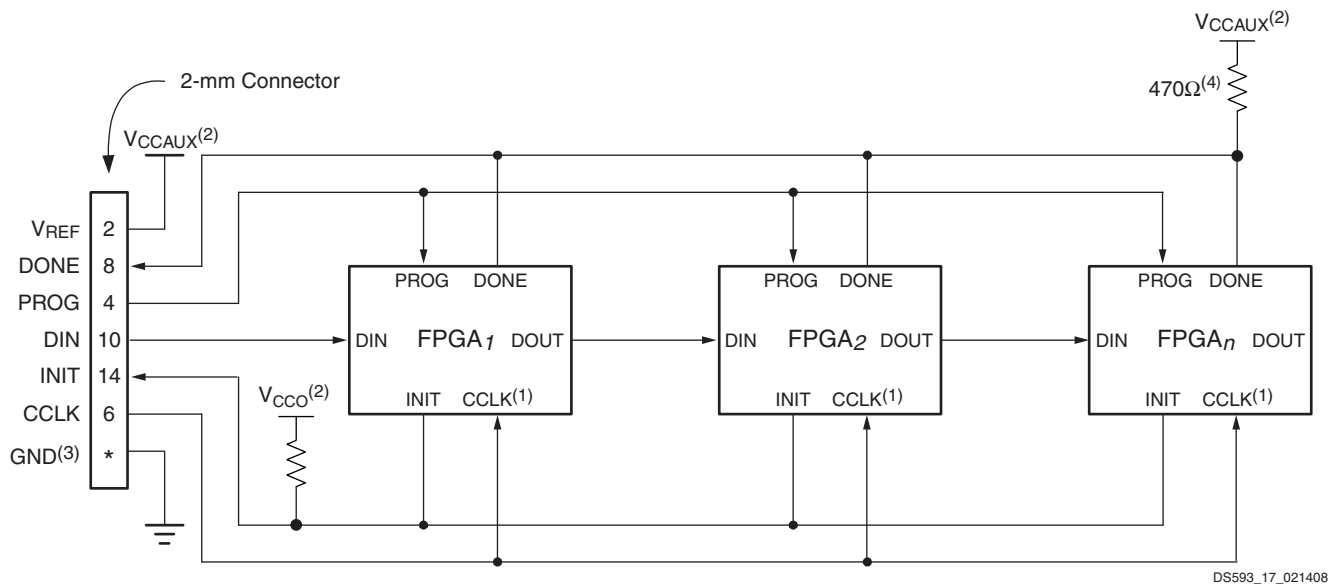 VCCAUX(2)
2-mm Connector
470Ω(4)
VCCAUX(2)
VREF 2
DONE 8
PROG 4
DIN 10
INIT 14
CCLK 6
GND(3) *
PROG DONE
DIN FPGA1 DOUT
INIT CCLK(1)
PROG DONE
DIN FPGA2 DOUT
INIT CCLK(1)
PROG DONE
DIN FPGAn DOUT
INIT CCLK(1)
VCCO(2)
DS593_17_021408